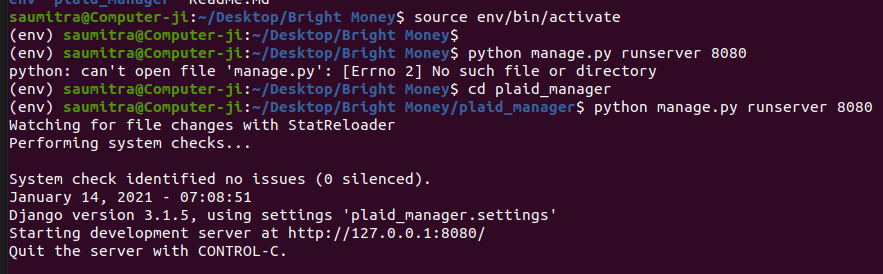 env plaid_manager Readme.Md
saumitra@Computer-ji:~/Desktop/Bright Money$ source env/bin/activate
(env) saumitra@Computer-ji:~/Desktop/Bright Money$
(env) saumitra@Computer-ji:~/Desktop/Bright Money$ python manage.py runserver 8080
python: can't open file 'manage.py': [Errno 2] No such file or directory
(env) saumitra@Computer-ji:~/Desktop/Bright Money$ cd plaid_manager
(env) saumitra@Computer-ji:~/Desktop/Bright Money/plaid_manager$ python manage.py runserver 8080
Watching for file changes with StatReloader
Performing system checks...
System check identified no issues (0 silenced).
January 14, 2021 - 07:08:51
Django version 3.1.5, using settings 'plaid_manager.settings'
Starting development server at http://127.0.0.1:8080/
Quit the server with CONTROL-C.